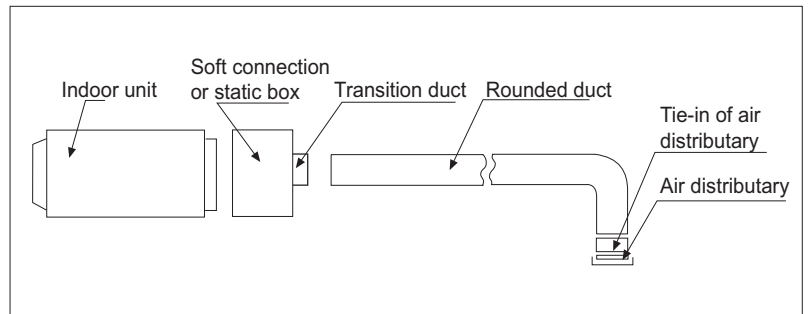 Indoor unit
Soft connection
or static box
Transition duct
Rounded duct
Tie-in of air
distributary
Air distributary